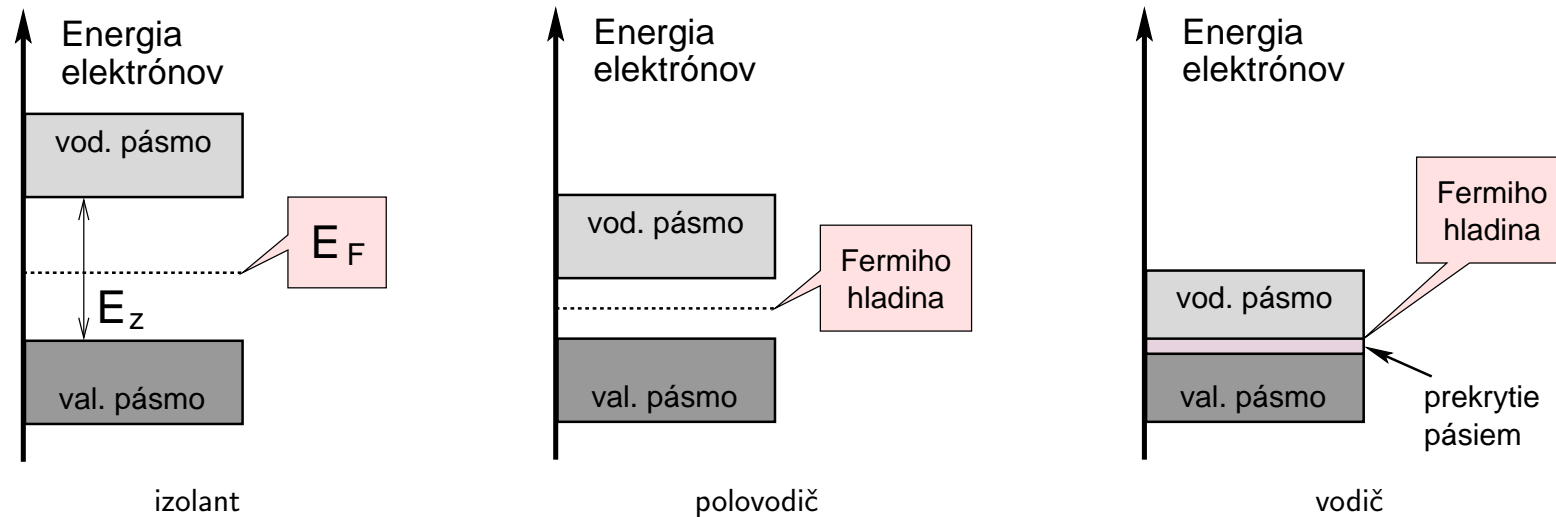 Energia
elektrónov
vod. pásmo
E F
E z
val. pásmo
izolant
Energia
elektrónov
vod. pásmo
Fermiho
hladina
val. pásmo
polovodič
Energia
elektrónov
Fermiho
hladina
vod. pásmo
val. pásmo
prekrytie
pásiem
vodič